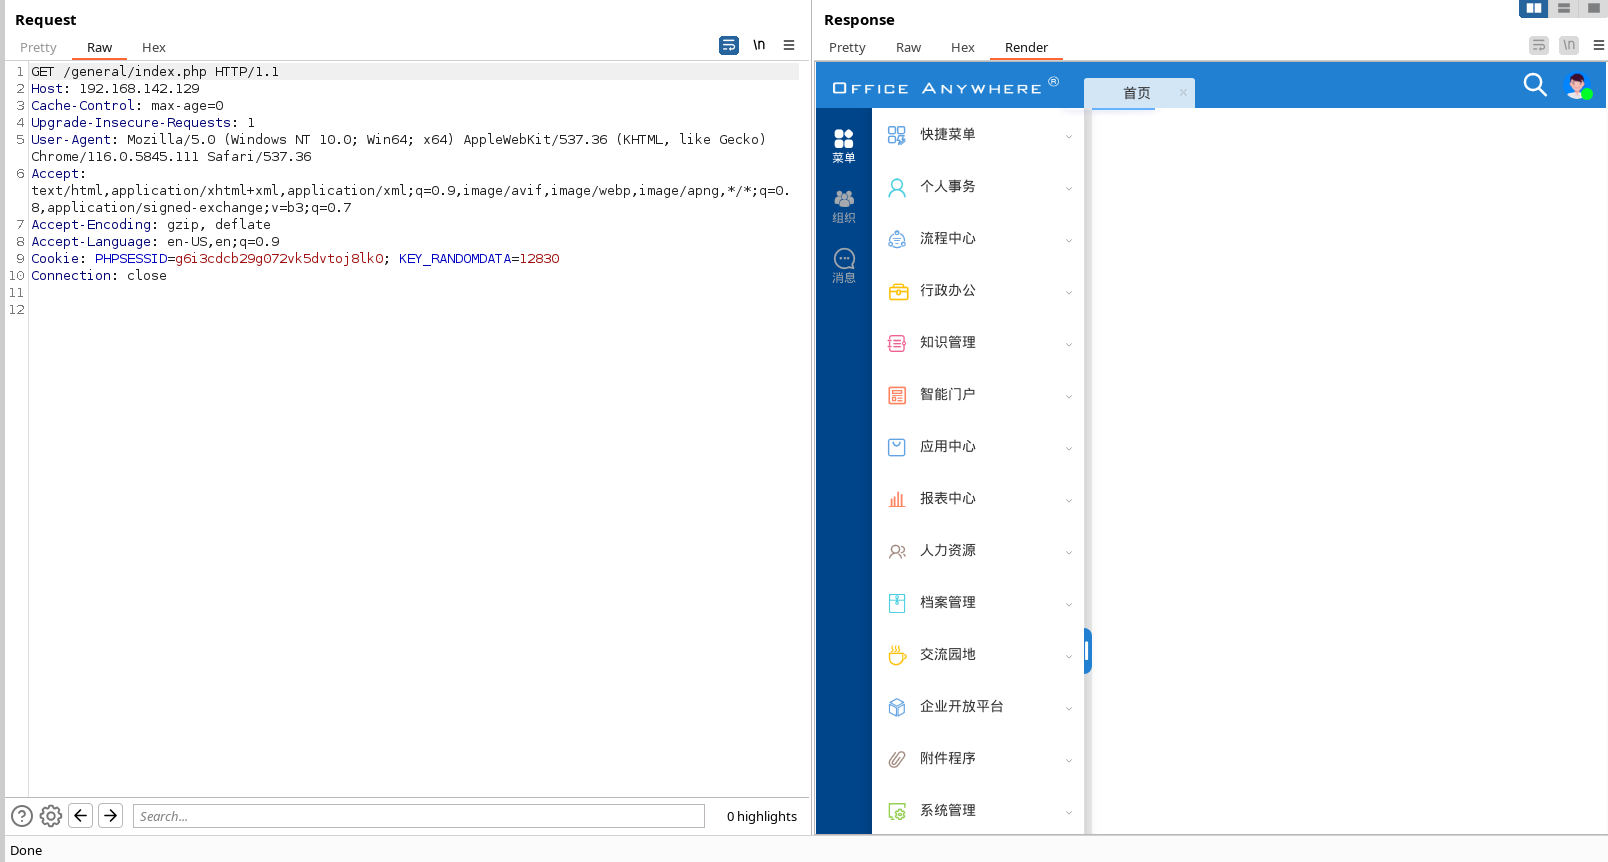 Request
Pretty
Raw
Hex
\n
1 GET /general/index.php HTTP/1.1
2 Host: 192.168.142.129
3 Cache-Control: max-age=0
4 Upgrade-Insecure-Requests: 1
5 User-Agent: Mozilla/5.0 (Windows NT 10.0; Win64; x64) AppleWebKit/537.36 (KHTML, like Gecko)
Chrome/116.0.5845.111 Safari/537.36
6 Accept:
text/html,application/xhtml+xml,application/xml;q=0.9,image/avif,image/webp,image/apng,*/*;q=0.
8,application/signed-exchange;v=b3;q=0.7
7 Accept-Encoding: gzip, deflate
8 Accept-Language: en-US,en;q=0.9
9 Cookie: PHPSESSID=g6i3cdcb29g072vk5dvtoj8lk0; KEY_RANDOMDATA=12830
10 Connection: close
11
12
Search...
0 highlights
Done
Response
Pretty
Raw
Hex
Render
\n
OFFICE ANYWHERE®
首页
菜单
组织
消息
快捷菜单
个人事务
流程中心
行政办公
知识管理
智能门户
应用中心
报表中心
人力资源
档案管理
交流园地
企业开放平台
附件程序
系统管理